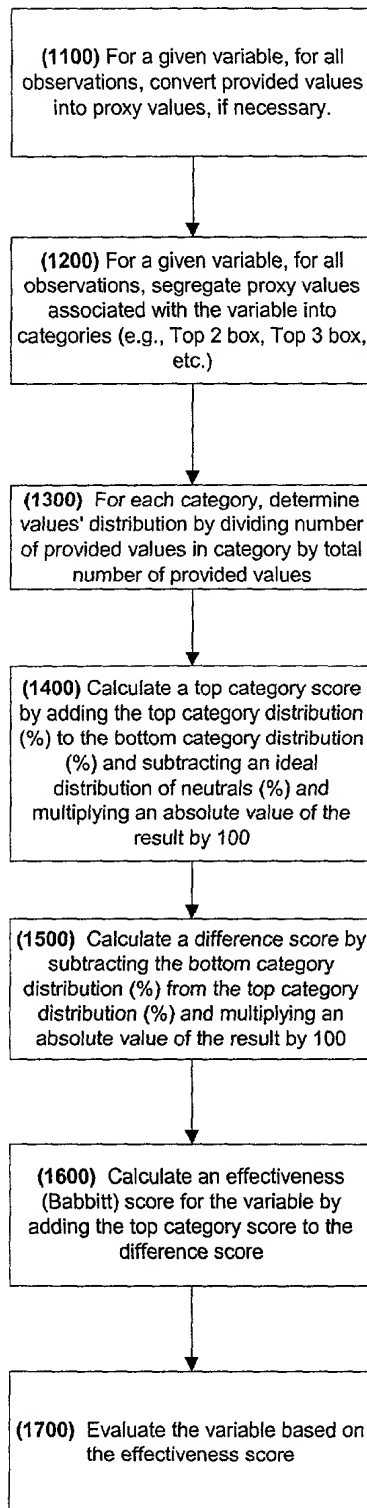 (1100) For a given variable, for all
observations, convert provided values
into proxy values, if necessary.
(1200) For a given variable, for all
observations, segregate proxy values
associated with the variable into
categories (e.g., Top 2 box, Top 3 box,
etc.)
(1300) For each category, determine
values' distribution by dividing number
of provided values in category by total
number of provided values
(1400) Calculate a top category score
by adding the top category distribution
(%) to the bottom category distribution
(%) and subtracting an ideal
distribution of neutrals (%) and
multiplying an absolute value of the
result by 100
(1500) Calculate a difference score by
subtracting the bottom category
distribution (%) from the top category
distribution (%) and multiplying an
absolute value of the result by 100
(1600) Calculate an effectiveness
(Babbitt) score for the variable by
adding the top category score to the
difference score
(1700) Evaluate the variable based on
the effectiveness score